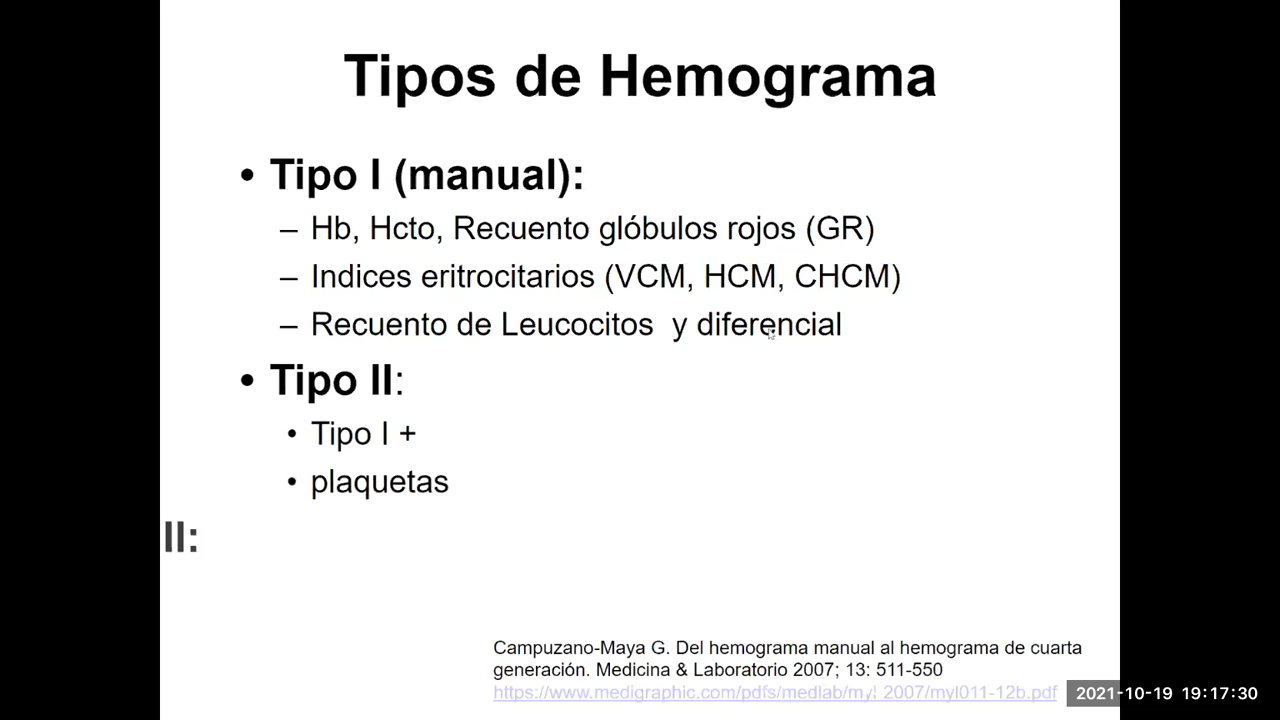 Tipos de Hemograma
• Tipo I (manual):
– Hb, Hcto, Recuento glóbulos rojos (GR)
– Indices eritrocitarios (VCM, HCM, CHCM)
– Recuento de Leucocitos y diferencial
• Tipo II:
• Tipo I +
• plaquetas
II:
Campuzano-Maya G. Del hemograma manual al hemograma de cuarta
generación. Medicina & Laboratorio 2007; 13: 511-550
2021-10-19 19:17:30